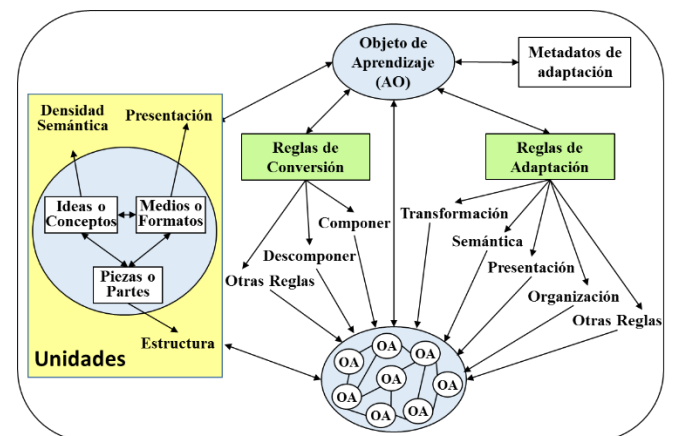 Objeto de
Aprendizaje
(AO)
Metadatos de
adaptación
Densidad
Semántica
Presentación
Ideas o
Conceptos
Medios o
Formatos
Piezas o
Partes
Estructura
Unidades
Reglas de
Conversión
Componer
Descomponer
Otras Reglas
Reglas de
Adaptación
Transformación
Semántica
Presentación
Organización
Otras Reglas
OA
OA
OA
OA
OA
OA
OA
OA